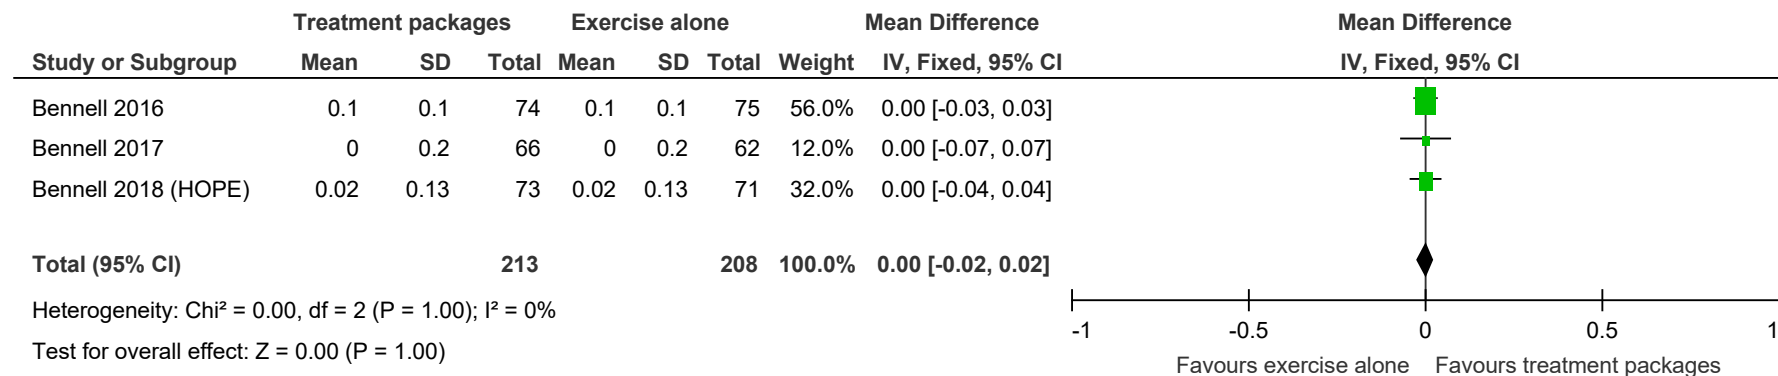 Treatment packages Exercise alone Mean Difference Mean Difference
Study or Subgroup Mean SD Total Mean SD Total Weight IV, Fixed, 95% CI IV, Fixed, 95% CI
Bennell 2016 0.1 0.1 74 0.1 0.1 75 56.0% 0.00 [-0.03, 0.03]
Bennell 2017 0 0.2 66 0 0.2 62 12.0% 0.00 [-0.07, 0.07]
Bennell 2018 (HOPE) 0.02 0.13 73 0.02 0.13 71 32.0% 0.00 [-0.04, 0.04]
Total (95% CI) 213 208 100.0% 0.00 [-0.02, 0.02]
Heterogeneity: Chi² = 0.00, df = 2 (P = 1.00); I² = 0%
Test for overall effect: Z = 0.00 (P = 1.00)
-1 -0.5 0 0.5 1
Favours exercise alone Favours treatment packages